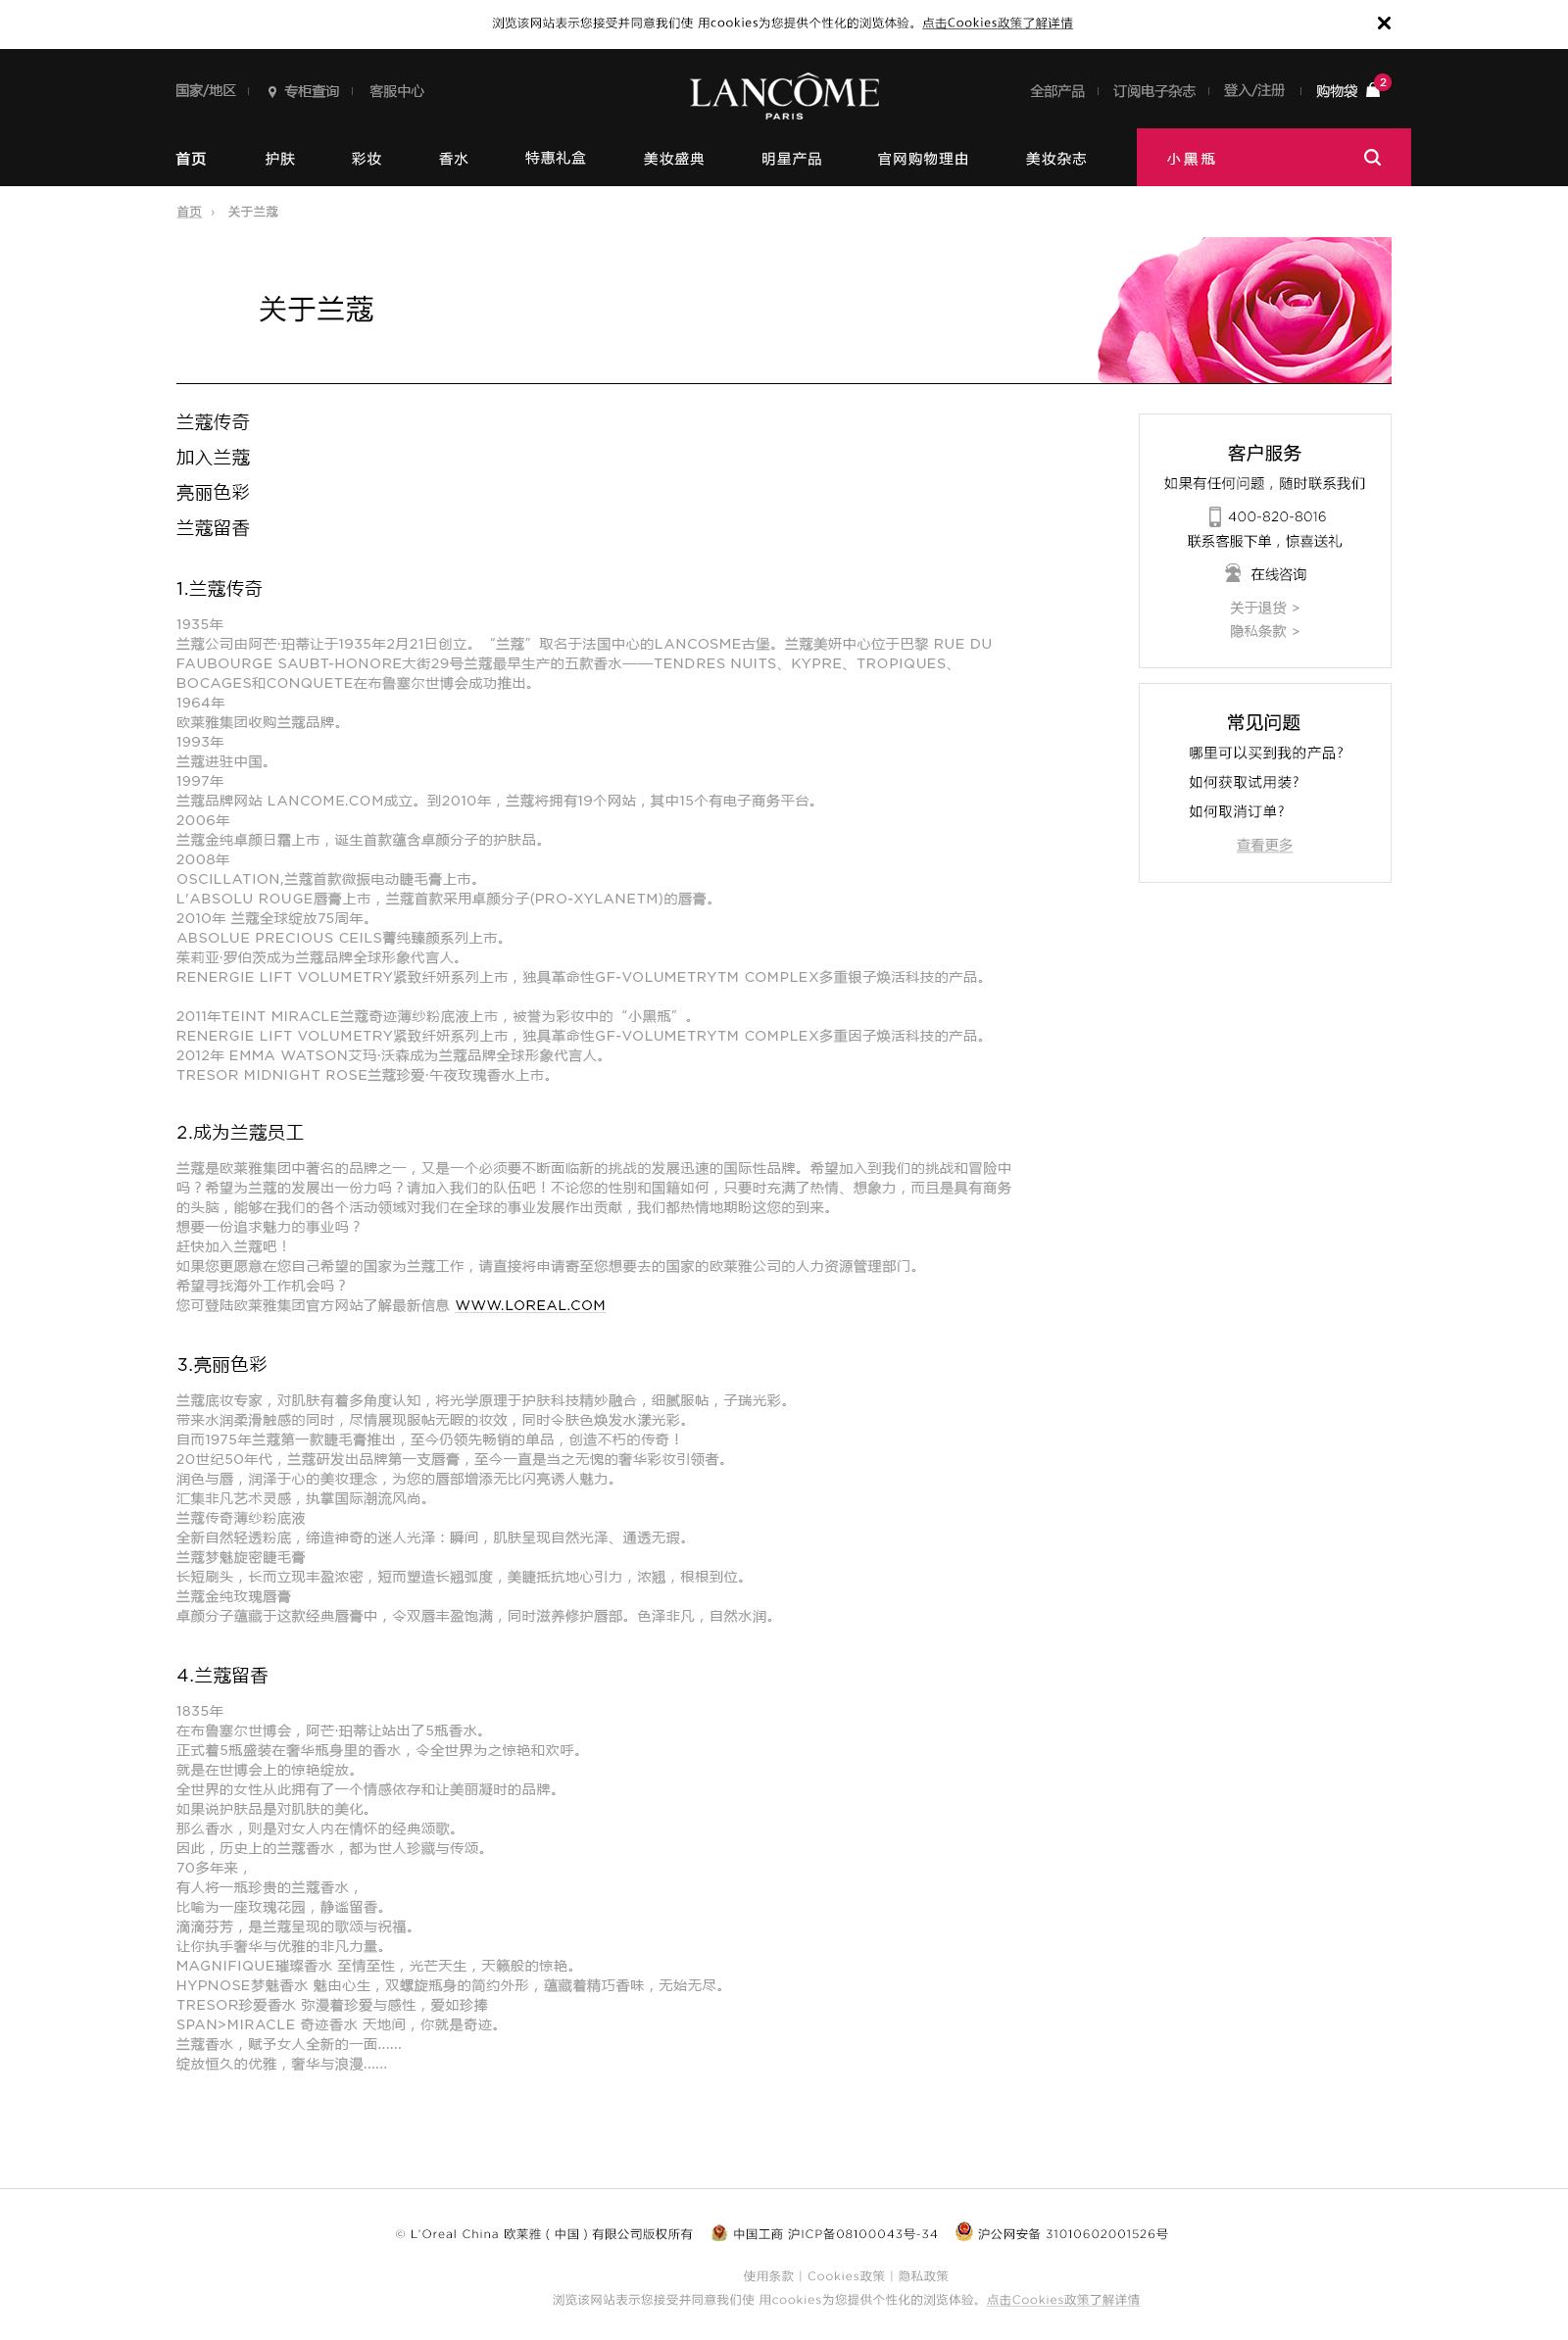 浏览该网站表示您接受并同意我们使 用cookies为您提供个性化的浏览体验。点击Cookies政策了解详情
国家/地区
专柜查询
客服中心
LANCÔME
PARIS
全部产品
订阅电子杂志
登入/注册
购物袋
2
首页
护肤
彩妆
香水
特惠礼盒
美妆盛典
明星产品
官网购物理由
美妆杂志
小黑瓶
首页 › 关于兰蔻
关于兰蔻
兰蔻传奇
加入兰蔻
亮丽色彩
兰蔻留香
1.兰蔻传奇
1935年
兰蔻公司由阿芒·珀蒂让于1935年2月21日创立。“兰蔻”取名于法国中心的LANCOSME古堡。兰蔻美妍中心位于巴黎 RUE DU
FAUBOURGE SAUBT-HONORE大街29号兰蔻最早生产的五款香水——TENDRES NUITS、KYPRE、TROPIQUES、
BOCAGES和CONQUETE在布鲁塞尔世博会成功推出。
1964年
欧莱雅集团收购兰蔻品牌。
1993年
兰蔻进驻中国。
1997年
兰蔻品牌网站 LANCOME.COM成立。到2010年，兰蔻将拥有19个网站，其中15个有电子商务平台。
2006年
兰蔻金纯卓颜日霜上市，诞生首款蕴含卓颜分子的护肤品。
2008年
OSCILLATION,兰蔻首款微振电动睫毛膏上市。
L'ABSOLU ROUGE唇膏上市，兰蔻首款采用卓颜分子(PRO-XYLANETM)的唇膏。
2010年 兰蔻全球绽放75周年。
ABSOLUE PRECIOUS CEILS菁纯臻颜系列上市。
茱莉亚·罗伯茨成为兰蔻品牌全球形象代言人。
RENERGIE LIFT VOLUMETRY紧致纤妍系列上市，独具革命性GF-VOLUMETRYTM COMPLEX多重银子焕活科技的产品。
2011年TEINT MIRACLE兰蔻奇迹薄纱粉底液上市，被誉为彩妆中的“小黑瓶”。
RENERGIE LIFT VOLUMETRY紧致纤妍系列上市，独具革命性GF-VOLUMETRYTM COMPLEX多重因子焕活科技的产品。
2012年 EMMA WATSON艾玛·沃森成为兰蔻品牌全球形象代言人。
TRESOR MIDNIGHT ROSE兰蔻珍爱·午夜玫瑰香水上市。
2.成为兰蔻员工
兰蔻是欧莱雅集团中著名的品牌之一，又是一个必须要不断面临新的挑战的发展迅速的国际性品牌。希望加入到我们的挑战和冒险中
吗？希望为兰蔻的发展出一份力吗？请加入我们的队伍吧！不论您的性别和国籍如何，只要时充满了热情、想象力，而且是具有商务
的头脑，能够在我们的各个活动领域对我们在全球的事业发展作出贡献，我们都热情地期盼这您的到来。
想要一份追求魅力的事业吗？
赶快加入兰蔻吧！
如果您更愿意在您自己希望的国家为兰蔻工作，请直接将申请寄至您想要去的国家的欧莱雅公司的人力资源管理部门。
希望寻找海外工作机会吗？
您可登陆欧莱雅集团官方网站了解最新信息 WWW.LOREAL.COM
3.亮丽色彩
兰蔻底妆专家，对肌肤有着多角度认知，将光学原理于护肤科技精妙融合，细腻服帖，子瑞光彩。
带来水润柔滑触感的同时，尽情展现服帖无暇的妆效，同时令肤色焕发水漾光彩。
自而1975年兰蔻第一款睫毛膏推出，至今仍领先畅销的单品，创造不朽的传奇！
20世纪50年代，兰蔻研发出品牌第一支唇膏，至今一直是当之无愧的奢华彩妆引领者。
润色与唇，润泽于心的美妆理念，为您的唇部增添无比闪亮诱人魅力。
汇集非凡艺术灵感，执掌国际潮流风尚。
兰蔻传奇薄纱粉底液
全新自然轻透粉底，缔造神奇的迷人光泽：瞬间，肌肤呈现自然光泽、通透无瑕。
兰蔻梦魅旋密睫毛膏
长短刷头，长而立现丰盈浓密，短而塑造长翘弧度，美睫抵抗地心引力，浓翘，根根到位。
兰蔻金纯玫瑰唇膏
卓颜分子蕴藏于这款经典唇膏中，令双唇丰盈饱满，同时滋养修护唇部。色泽非凡，自然水润。
4.兰蔻留香
1835年
在布鲁塞尔世博会，阿芒·珀蒂让站出了5瓶香水。
正式着5瓶盛装在奢华瓶身里的香水，令全世界为之惊艳和欢呼。
就是在世博会上的惊艳绽放。
全世界的女性从此拥有了一个情感依存和让美丽凝时的品牌。
如果说护肤品是对肌肤的美化。
那么香水，则是对女人内在情怀的经典颂歌。
因此，历史上的兰蔻香水，都为世人珍藏与传颂。
70多年来，
有人将一瓶珍贵的兰蔻香水，
比喻为一座玫瑰花园，静谧留香。
滴滴芬芳，是兰蔻呈现的歌颂与祝福。
让你执手奢华与优雅的非凡力量。
MAGNIFIQUE璀璨香水 至情至性，光芒天生，天籁般的惊艳。
HYPNOSE梦魅香水 魅由心生，双螺旋瓶身的简约外形，蕴藏着精巧香味，无始无尽。
TRESOR珍爱香水 弥漫着珍爱与感性，爱如珍捧
SPAN>MIRACLE 奇迹香水 天地间，你就是奇迹。
兰蔻香水，赋予女人全新的一面......
绽放恒久的优雅，奢华与浪漫......
客户服务
如果有任何问题，随时联系我们
400-820-8016
联系客服下单，惊喜送礼
在线咨询
关于退货 >
隐私条款 >
常见问题
哪里可以买到我的产品?
如何获取试用装?
如何取消订单?
查看更多
© L'Oreal China 欧莱雅 ( 中国 ) 有限公司版权所有 中国工商 沪ICP备08100043号-34 沪公网安备 31010602001526号
使用条款 | Cookies政策 | 隐私政策
浏览该网站表示您接受并同意我们使 用cookies为您提供个性化的浏览体验。点击Cookies政策了解详情